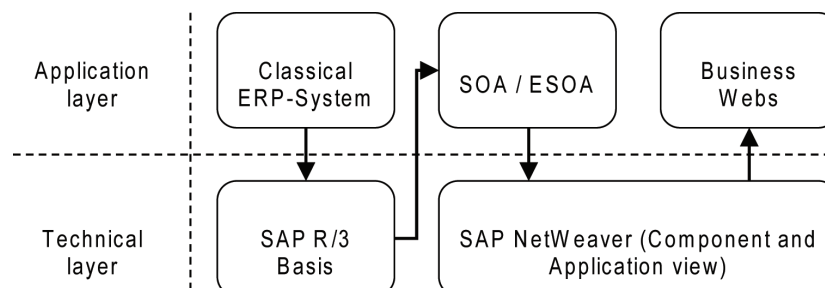 Application
layer
Classical
ERP-System
SOA / ESOA
Business
Webs
Technical
layer
SAP R/3
Basis
SAP NetWeaver (Component and
Application view)